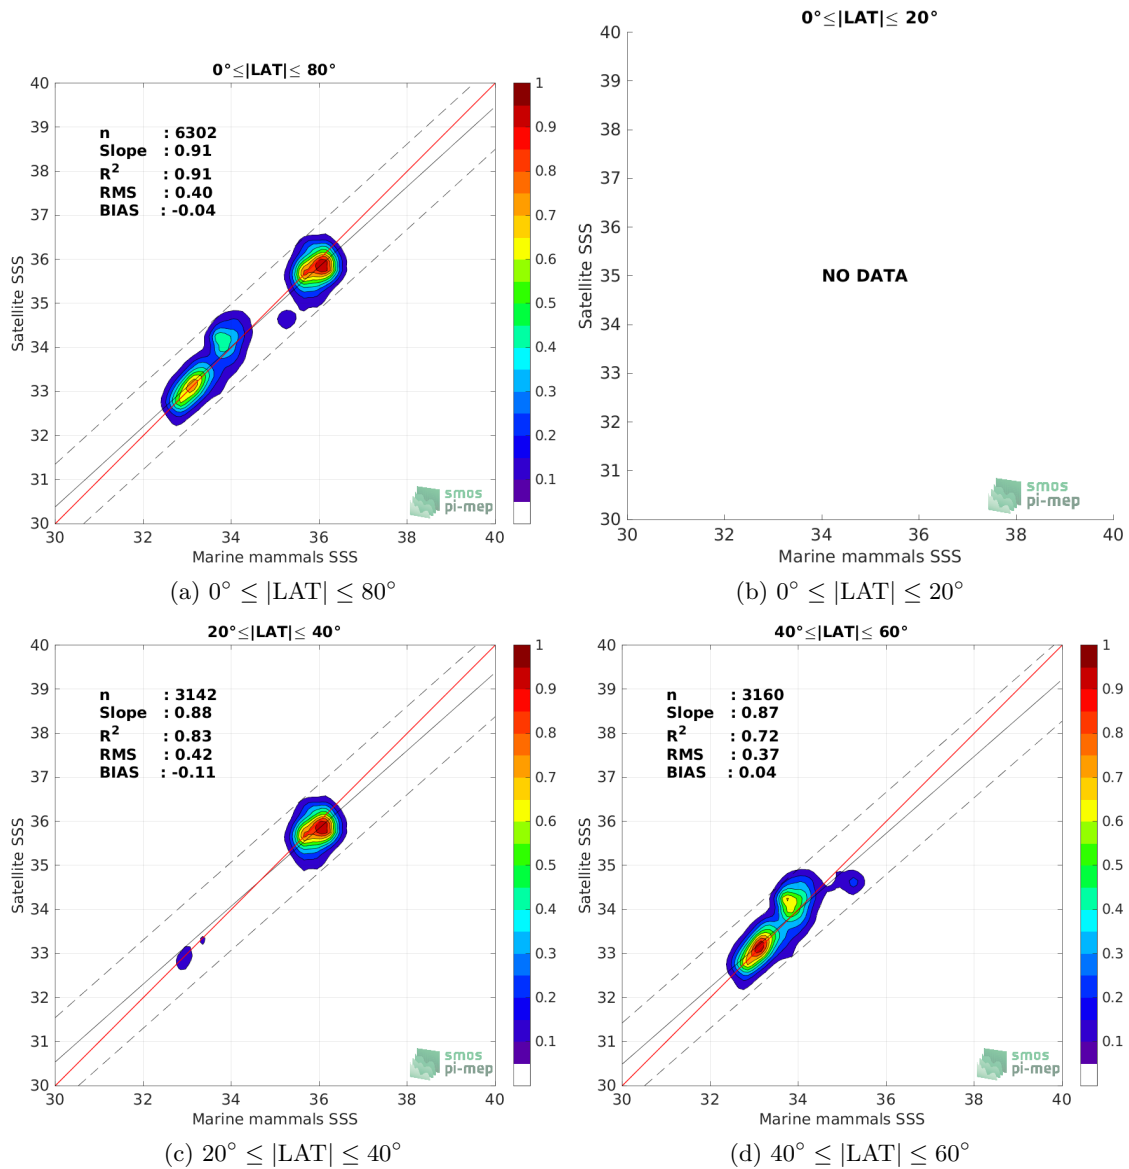 0°≤|LAT|≤ 80°
40
39
38
37
36
35
34
33
32
31
30
Satellite SSS
n : 6302
Slope : 0.91
R2 : 0.91
RMS : 0.40
BIAS : -0.04
smos
pi-mep
30 32 34 36 38 40
Marine mammals SSS
1
0.9
0.8
0.7
0.6
0.5
0.4
0.3
0.2
0.1
(a) 0° ≤ |LAT| ≤ 80°
0°≤|LAT|≤ 20°
40
39
38
37
36
35
34
33
32
31
30
Satellite SSS
NO DATA
smos
pi-mep
30 32 34 36 38 40
Marine mammals SSS
(b) 0° ≤ |LAT| ≤ 20°
20°≤|LAT|≤ 40°
40
39
38
37
36
35
34
33
32
31
30
Satellite SSS
n : 3142
Slope : 0.88
R2 : 0.83
RMS : 0.42
BIAS : -0.11
smos
pi-mep
30 32 34 36 38 40
Marine mammals SSS
1
0.9
0.8
0.7
0.6
0.5
0.4
0.3
0.2
0.1
(c) 20° ≤ |LAT| ≤ 40°
40°≤|LAT|≤ 60°
40
39
38
37
36
35
34
33
32
31
30
Satellite SSS
n : 3160
Slope : 0.87
R2 : 0.72
RMS : 0.37
BIAS : 0.04
smos
pi-mep
30 32 34 36 38 40
Marine mammals SSS
1
0.9
0.8
0.7
0.6
0.5
0.4
0.3
0.2
0.1
(d) 40° ≤ |LAT| ≤ 60°